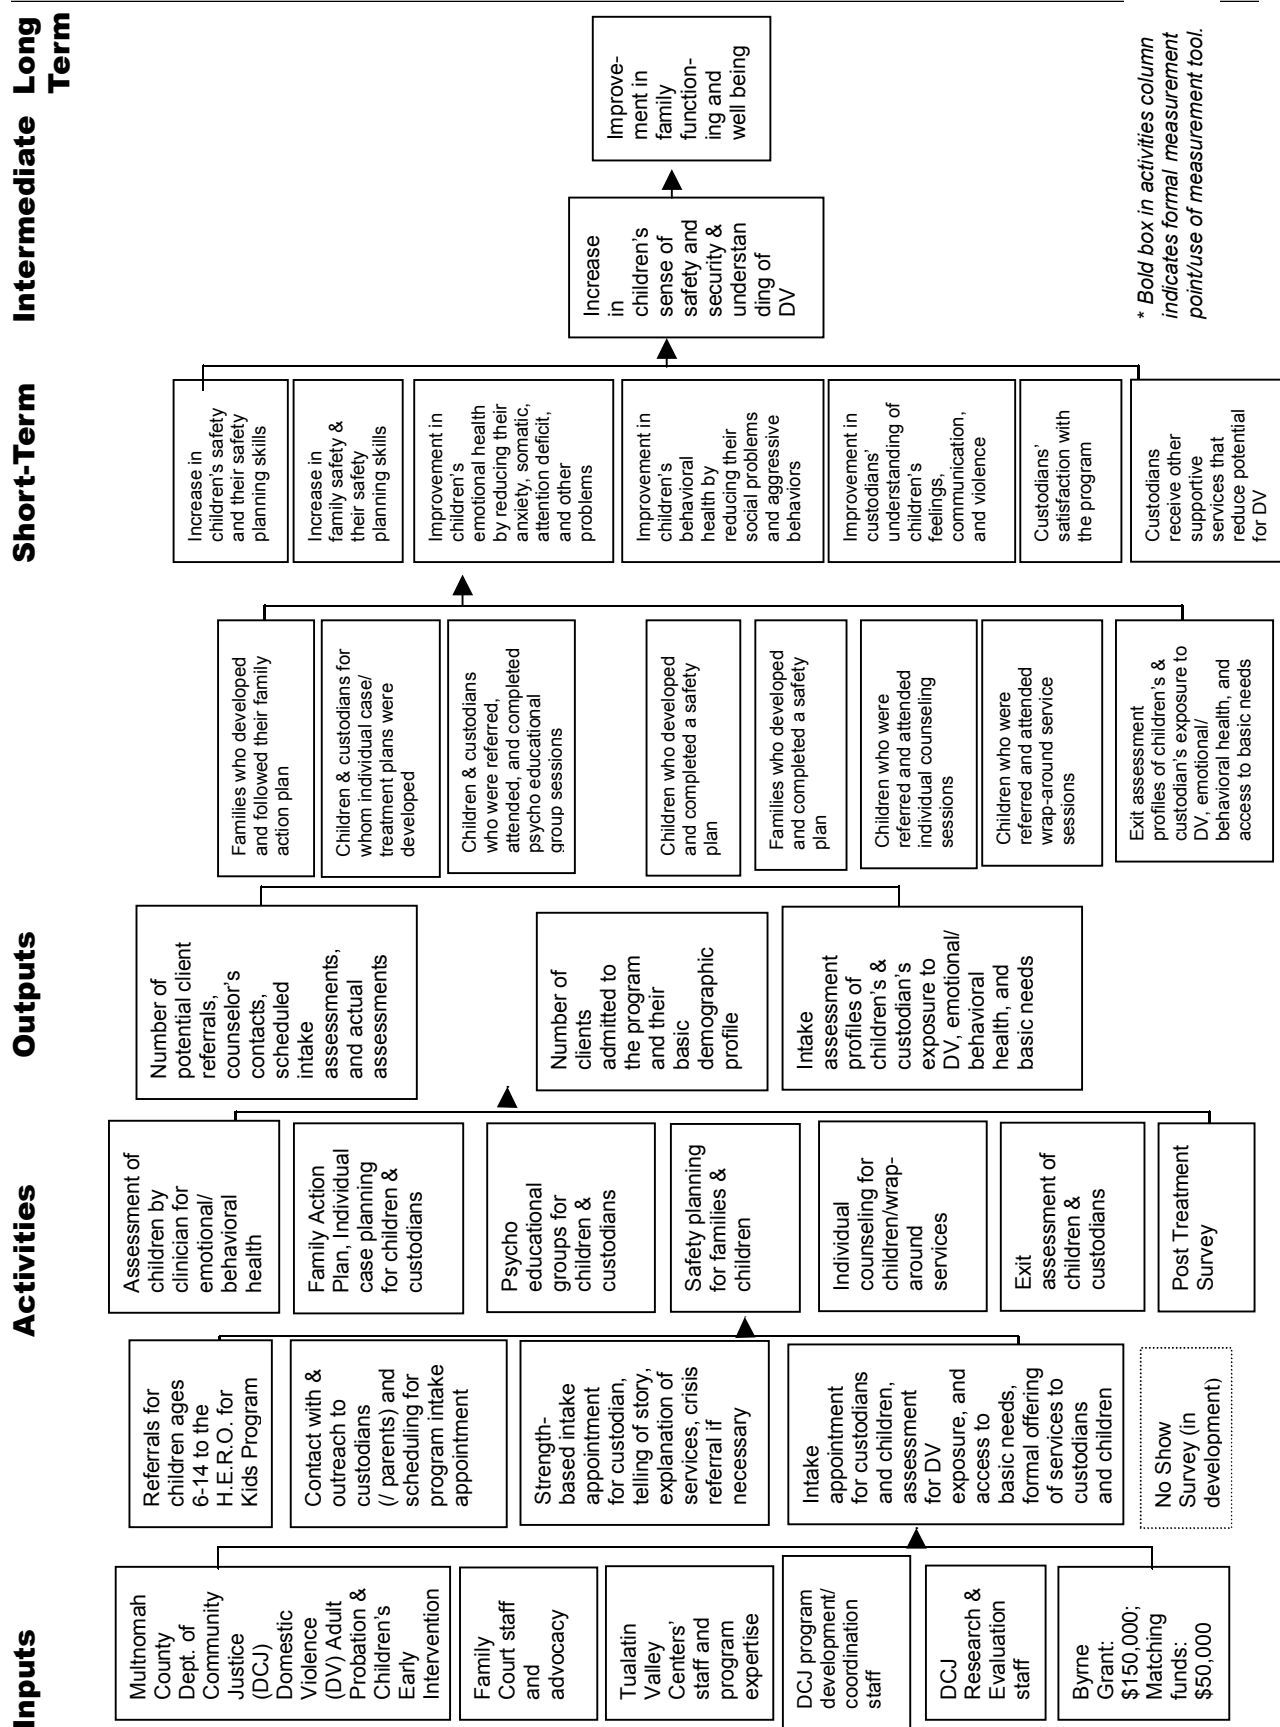 Inputs
Activities
Outputs
Short-Term
Intermediate
Long
Term
Multnomah
County
Dept. of
Community
Justice
(DCJ)
Domestic
Violence
(DV) Adult
Probation &
Children's
Early
Intervention
Family
Court staff
and
advocacy
Tualatin
Valley
Centers'
staff and
program
expertise
DCJ program
development/
coordination
staff
DCJ
Research &
Evaluation
staff
Byrne
Grant:
$150,000;
Matching
funds:
$50,000
Referrals for
children ages
6-14 to the
H.E.R.O. for
Kids Program
Contact with &
outreach to
custodians
(/ parents) and
scheduling for
program intake
appointment
Strength-
based intake
appointment
for custodian,
telling of story,
explanation of
services, crisis
referral if
necessary
Intake
appointment
for custodians
and children,
assessment
for DV
exposure, and
access to
basic needs,
formal offering
of services to
custodians
and children
No Show
Survey (in
development)
Assessment of
children by
clinician for
emotional/
behavioral
health
Family Action
Plan, Individual
case planning
for children &
custodians
Psycho
educational
groups for
children &
custodians
Safety planning
for families &
children
Individual
counseling for
children/wrap-
around
services
Exit
assessment of
children &
custodians
Post Treatment
Survey
Number of
potential client
referrals,
counselor's
contacts,
scheduled
intake
assessments,
and actual
assessments
Number of
clients
admitted to
the program
and their
basic
demographic
profile
Intake
assessment
profiles of
children's &
custodian's
exposure to
DV, emotional/
behavioral
health, and
basic needs
Families who developed
and followed their family
action plan
Children & custodians for
whom individual case/
treatment plans were
developed
Children & custodians
who were referred,
attended, and completed
psycho educational
group sessions
Children who developed
and completed a safety
plan
Families who developed
and completed a safety
plan
Children who were
referred and attended
individual counseling
sessions
Children who were
referred and attended
wrap-around service
sessions
Exit assessment
profiles of children's &
custodian's exposure to
DV, emotional/
behavioral health, and
access to basic needs
Increase in
children's safety
and their safety
planning skills
Increase in
family safety &
their safety
planning skills
Improvement in
children's
emotional health
by reducing their
anxiety, somatic,
attention deficit,
and other
problems
Improvement in
children's
behavioral
health by
reducing their
social problems
and aggressive
behaviors
Improvement in
custodians'
understanding of
children's
feelings,
communication,
and violence
Custodians'
satisfaction with
the program
Custodians
receive other
supportive
services that
reduce potential
for DV
Increase
in
children's
sense of
safety and
security &
understan
ding of
DV
Improve-
ment in
family
function-
ing and
well being
* Bold box in activities column
indicates formal measurement
point/use of measurement tool.